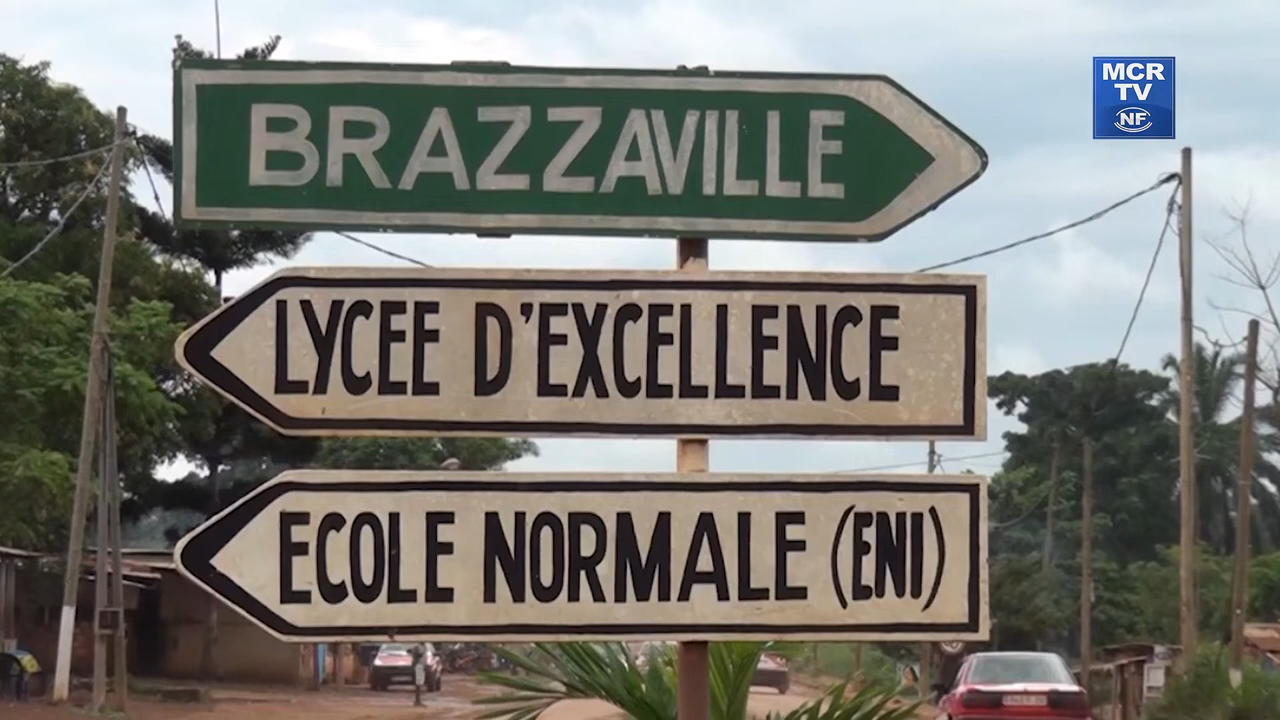 MCR
TV
NF
BRAZZAVILLE
LYCEE D'EXCELLENCE
ECOLE NORMALE (ENI)